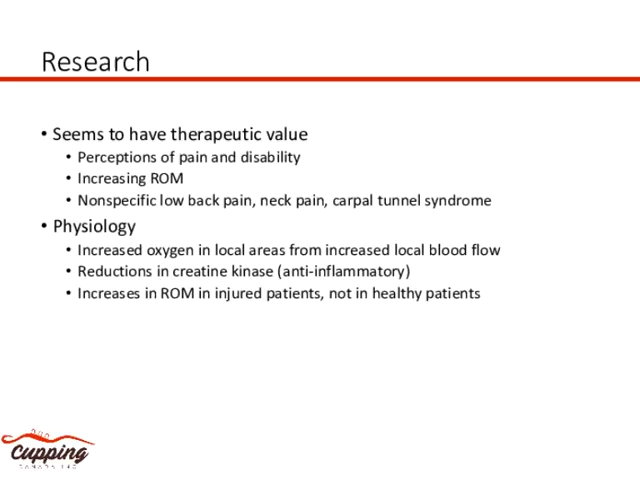 Research
• Seems to have therapeutic value
• Perceptions of pain and disability
• Increasing ROM
• Nonspecific low back pain, neck pain, carpal tunnel syndrome
• Physiology
• Increased oxygen in local areas from increased local blood flow
• Reductions in creatine kinase (anti-inflammatory)
• Increases in ROM in injured patients, not in healthy patients
Cupping
CANADA INC